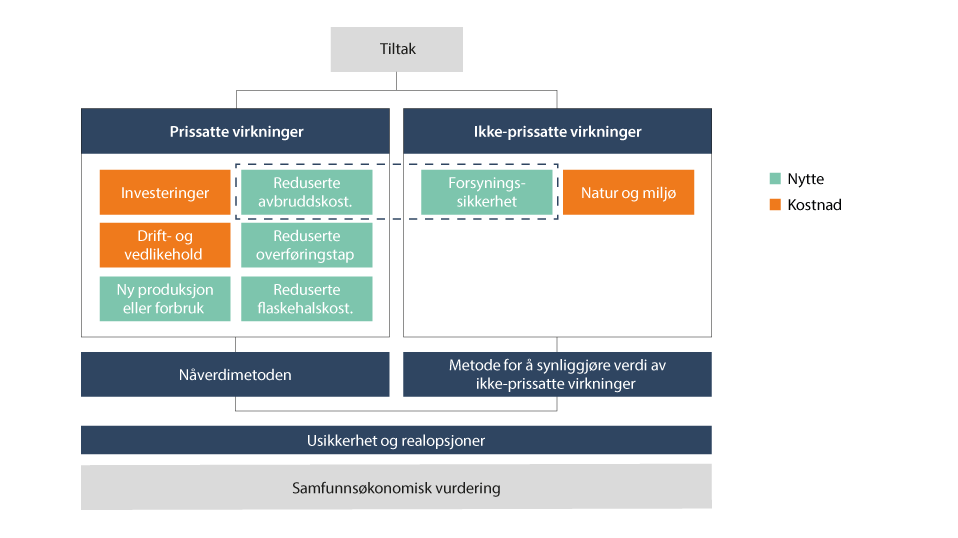 Tiltak
Prissatte virkninger
Ikke-prissatte virkninger
Investeringer
Reduserte
avbruddskost.
Forsynings-
sikkerhet
Natur og miljø
Drift- og
vedlikehold
Reduserte
overføringstap
Ny produksjon
eller forbruk
Reduserte
flaskehalskost.
Nytte
Kostnad
Nåverdimetoden
Metode for å synliggjøre verdi av
ikke-prissatte virkninger
Usikkerhet og realopsjoner
Samfunnsøkonomisk vurdering